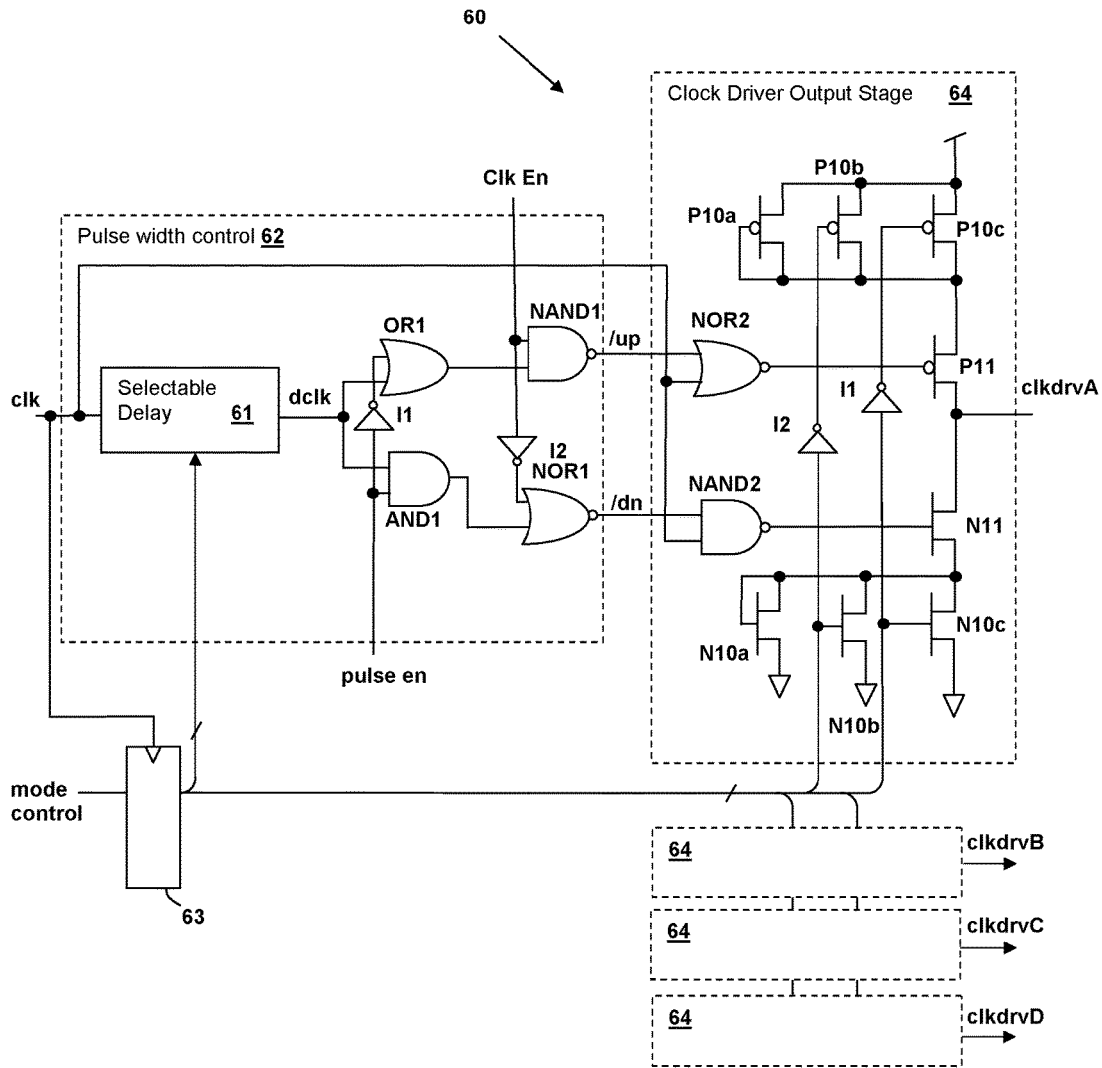 60
Clock Driver Output Stage 64
P10b
Clk En
P10a
P10c
Pulse width control 62
NAND1
OR1
/up
NOR2
P11
Selectable
Delay 61
clk
dclk
I1
I1
clkdrvA
I2
I2
NOR1
NAND2
AND1
/dn
N11
N10a
N10c
pulse en
N10b
mode
control
64
clkdrvB
63
64
clkdrvC
64
clkdrvD